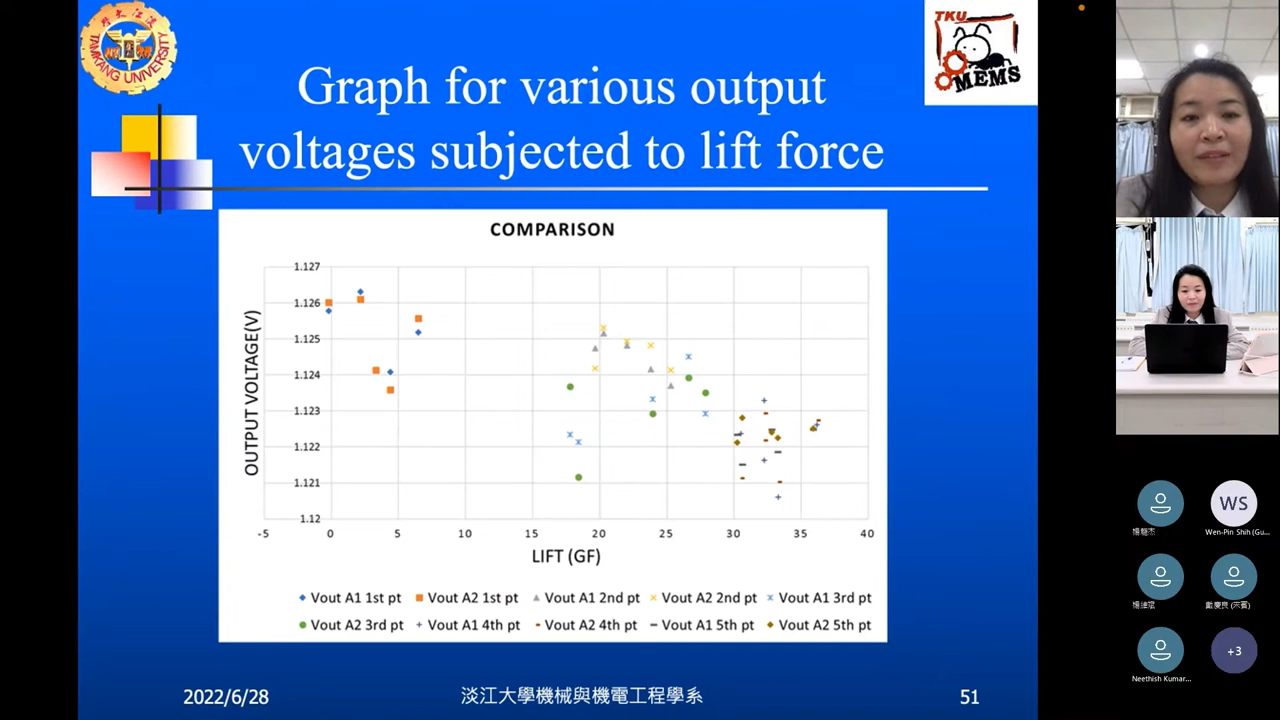 TAMKANG UNIVERSITY
TKU
MEMS
Graph for various output
voltages subjected to lift force
COMPARISON
OUTPUT VOLTAGE(V)
1.127
1.126
1.125
1.124
1.123
1.122
1.121
1.12
-5 0 5 10 15 20 25 30 35 40
LIFT (GF)
Vout A1 1st pt Vout A2 1st pt Vout A1 2nd pt Vout A2 2nd pt Vout A1 3rd pt
Vout A2 3rd pt Vout A1 4th pt Vout A2 4th pt Vout A1 5th pt Vout A2 5th pt
2022/6/28 淡江大學機械與機電工程學系 51
WS
Wen-Pin Shih (Gu...
Neethish Kumar...
+3